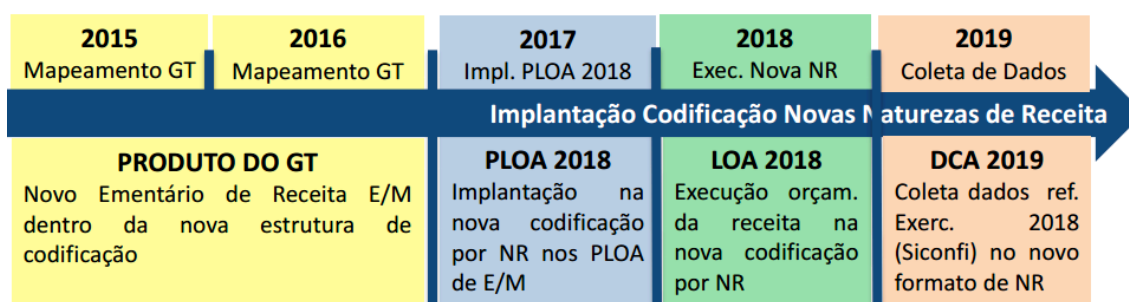 2015
Mapeamento GT
2016
Mapeamento GT
2017
Impl. PLOA 2018
2018
Exec. Nova NR
2019
Coleta de Dados
Implantação Codificação Novas Naturezas de Receita
PRODUTO DO GT
Novo Ementário de Receita E/M
dentro da nova estrutura de
codificação
PLOA 2018
Implantação na
nova codificação
por NR nos PLOA
de E/M
LOA 2018
Execução orçam.
da receita na
nova codificação
por NR
DCA 2019
Coleta dados ref.
Exerc. 2018
(Siconfi) no novo
formato de NR